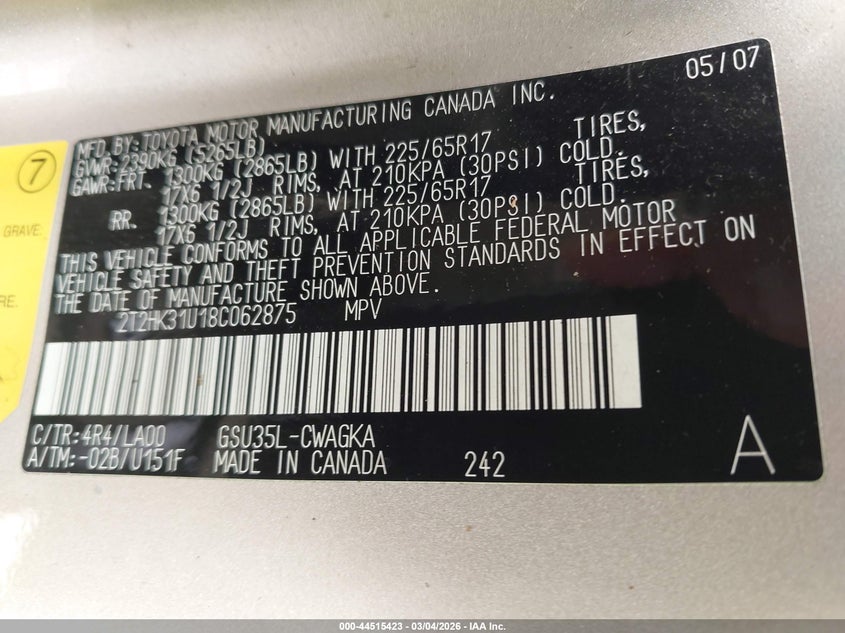 05/07
MFD. BY: TOYOTA MOTOR MANUFACTURING CANADA INC.
GVWR: 2390KG (5265LB)
GAWR: FRT. 1300KG (2865LB) WITH 225/65R17 TIRES,
17X6 1/2J RIMS, AT 210KPA (30PSI) COLD.
RR. 1300KG (2865LB) WITH 225/65R17 TIRES,
17X6 1/2J RIMS, AT 210KPA (30PSI) COLD.
THIS VEHICLE CONFORMS TO ALL APPLICABLE FEDERAL MOTOR
VEHICLE SAFETY AND THEFT PREVENTION STANDARDS IN EFFECT ON
THE DATE OF MANUFACTURE SHOWN ABOVE.
2T2HK31U18C062875 MPV
C/TR: 4R4/LA00 GSU35L-CWAGKA
A/TM: -02B/U151F MADE IN CANADA 242 A
7
GRAVE.
RE.
000-44515423 - 03/04/2026 - IAA Inc.